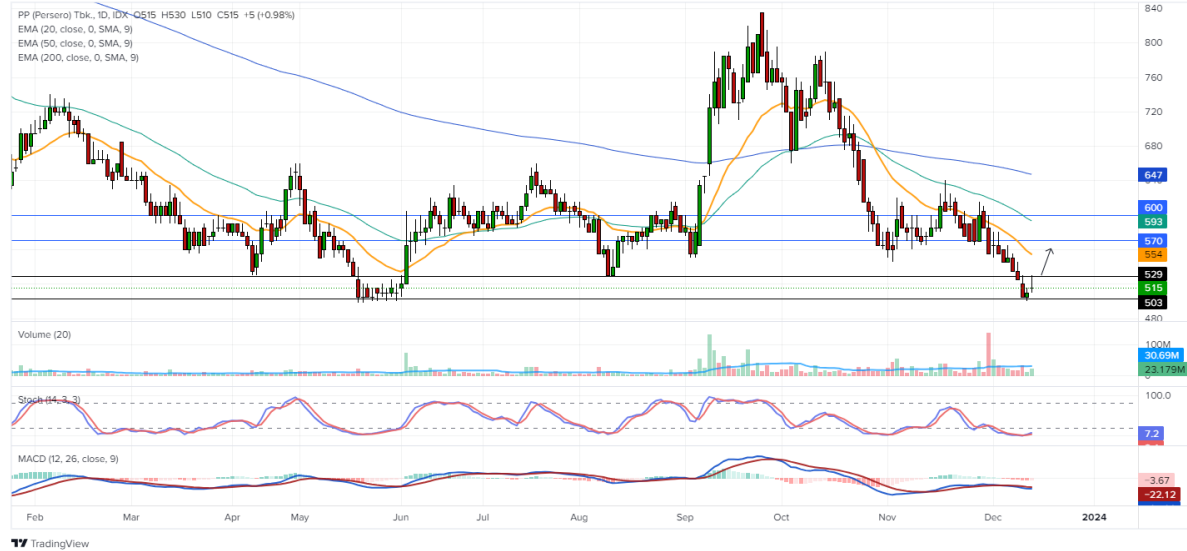 PP (Persero) Tbk., 1D, IDX O515 H530 L510 C515 +5 (+0.98%)
EMA (20, close, 0, SMA, 9)
EMA (50, close, 0, SMA, 9)
EMA (200, close, 0, SMA, 9)
840
800
760
720
680
647
600
593
570
554
529
515
503
480
Volume (20)
100M
30.69M
23.179M
0
Stoch (14, 3, 3)
100.0
7.2
MACD (12, 26, close, 9)
−3.67
−22.12
Feb Mar Apr May Jun Jul Aug Sep Oct Nov Dec 2024
TradingView